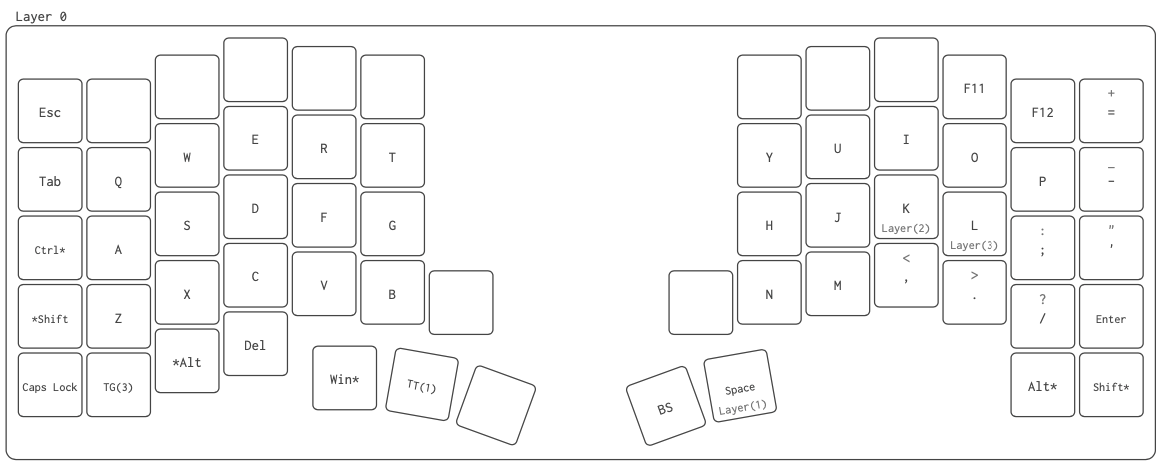 Layer 0
Esc
F11
F12
+
=
Tab
Q
W
E
R
T
Y
U
I
O
P
_
-
Ctrl*
A
S
D
F
G
H
J
K
Layer(2)
L
Layer(3)
:
;
"
'
*Shift
Z
X
C
V
B
N
M
<
,
>
.
?
/
Enter
Caps Lock
TG(3)
*Alt
Del
Win*
TT(1)
BS
Space
Layer(1)
Alt*
Shift*